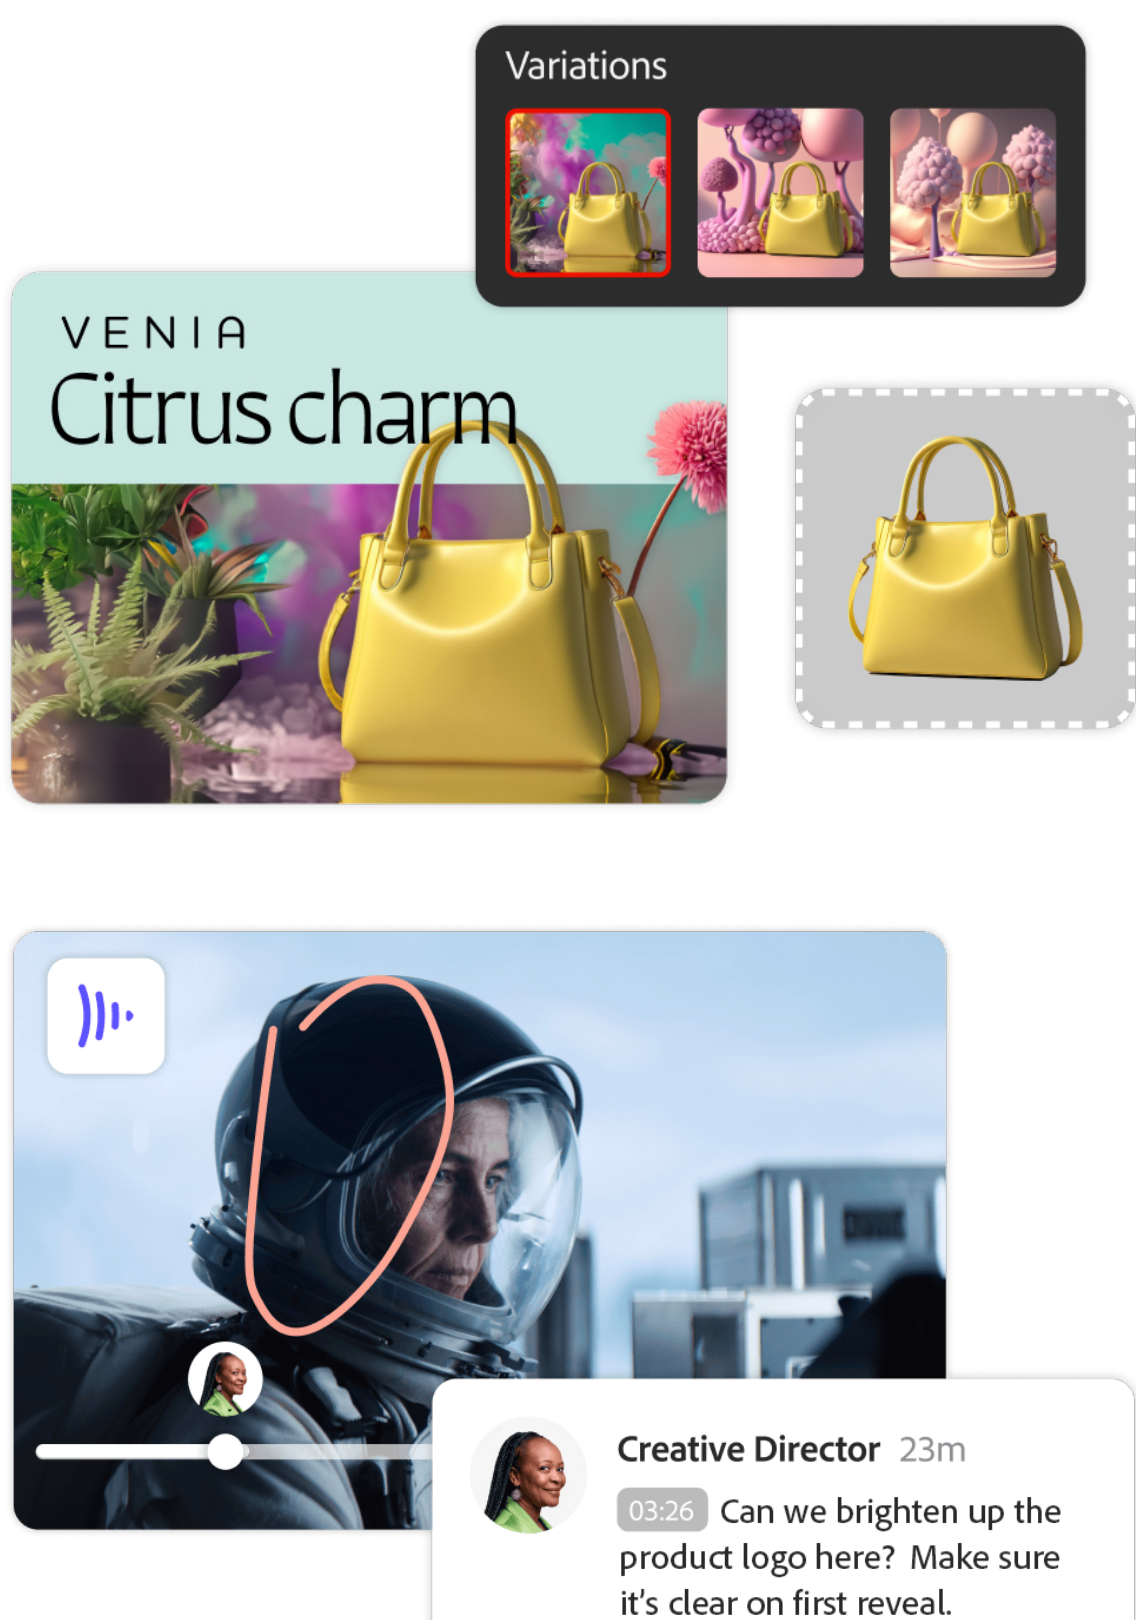 Variations
VENIA
Citrus charm
Creative Director 23m
03:26 Can we brighten up the
product logo here? Make sure
it's clear on first reveal.